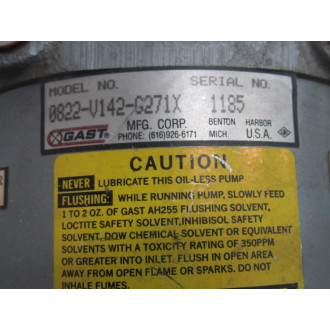 MODEL NO. SERIAL NO.
0822-V142-G271X 1185
GAST MFG. CORP. BENTON HARBOR
PHONE: (616)926-6171 MICH. U.S.A.
CAUTION
NEVER LUBRICATE THIS OIL-LESS PUMP
FLUSHING: WHILE RUNNING PUMP, SLOWLY FEED
1 TO 2 OZ. OF GAST AH255 FLUSHING SOLVENT,
LOCTITE SAFETY SOLVENT,INHIBISOL SAFETY
SOLVENT, DOW CHEMICAL SOLVENT OR EQUIVALENT
SOLVENTS WITH A TOXICITY RATING OF 350PPM
OR GREATER INTO INLET. FLUSH IN OPEN AREA
AWAY FROM OPEN FLAME OR SPARKS. DO NOT
INHALE FUMES.